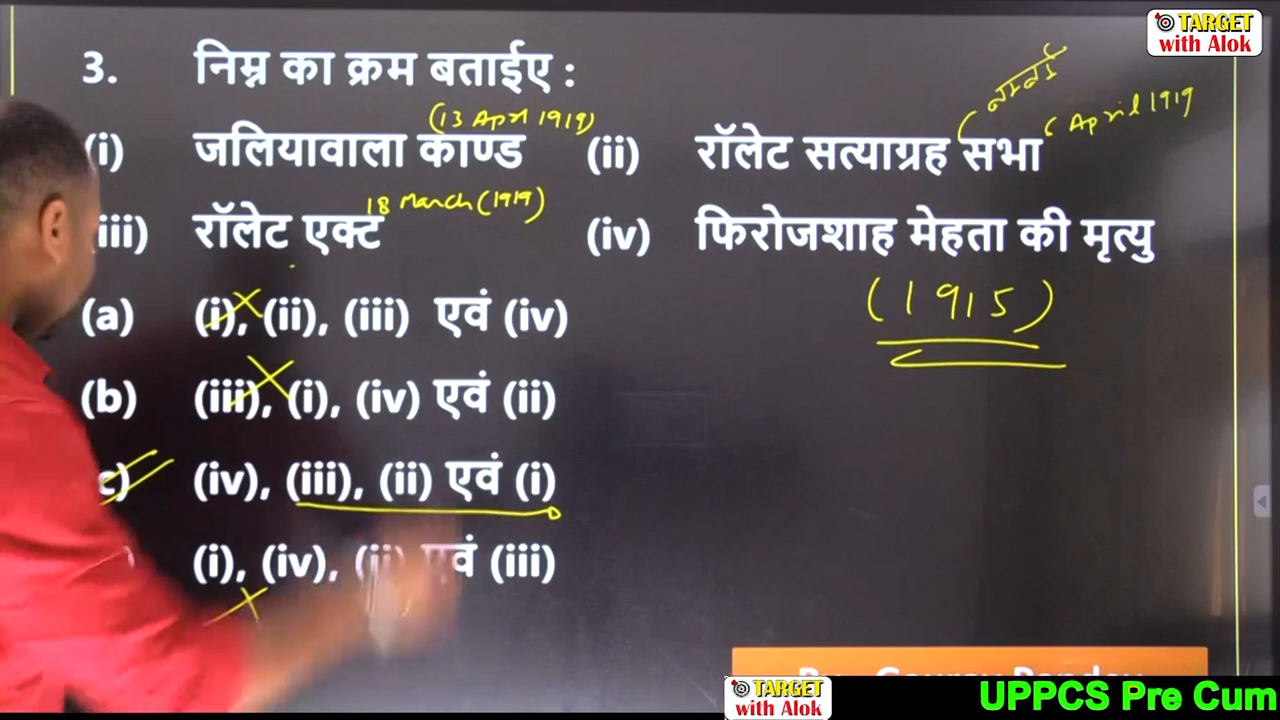 TARGET
with Alok
3. निम्न का क्रम बताईए :
(13 April 1919)
(April 1919
(i) जलियावाला काण्ड (ii) रॉलेट सत्याग्रह सभा
18 March (1919)
iii) रॉलेट एक्ट (iv) फिरोजशाह मेहता की मृत्यु
(1915)
(a) (i), (ii), (iii) एवं (iv)
(b) (iii), (i), (iv) एवं (ii)
c) (iv), (iii), (ii) एवं (i)
(i), (iv), (ii) एवं (iii)
TARGET
with Alok
UPPCS Pre Cum